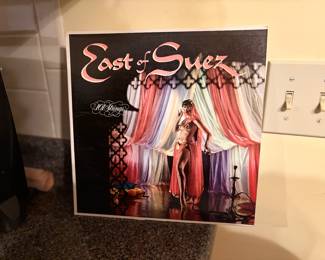 East of Suez
101 Strings